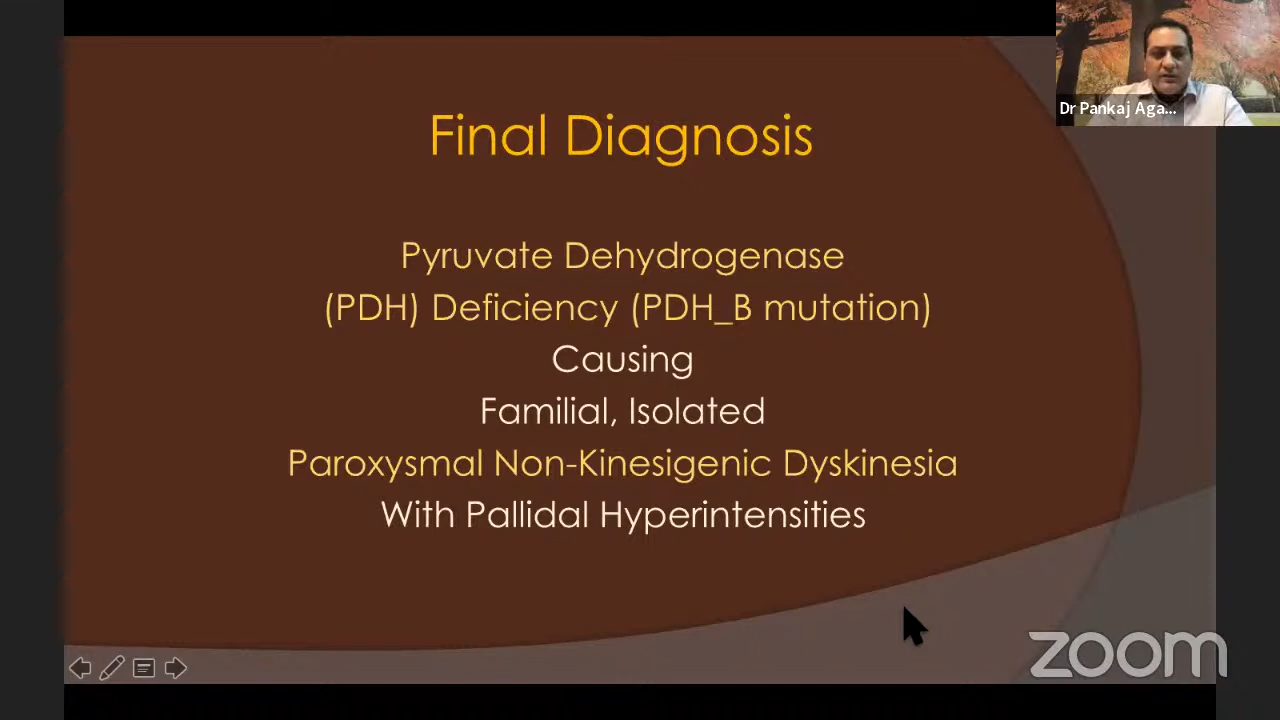 Dr Pankaj Aga...
Final Diagnosis
Pyruvate Dehydrogenase
(PDH) Deficiency (PDH_B mutation)
Causing
Familial, Isolated
Paroxysmal Non-Kinesigenic Dyskinesia
With Pallidal Hyperintensities
zoom